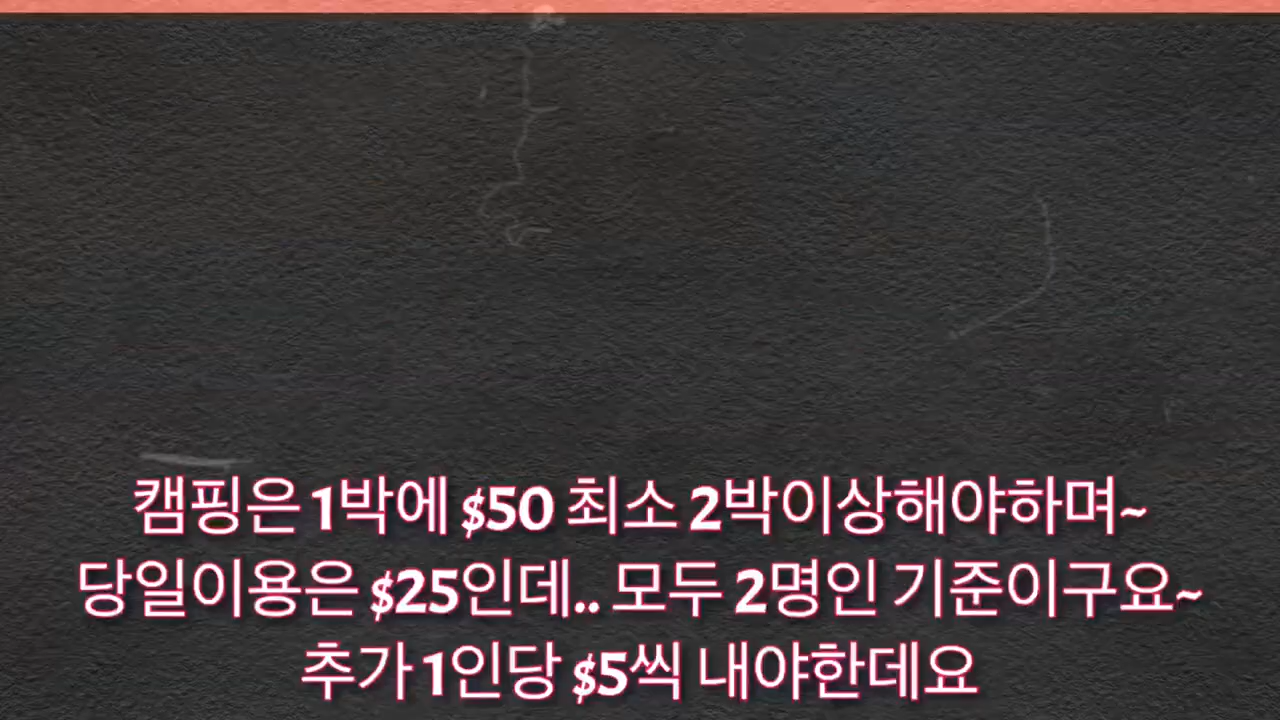 캠핑은 1박에 $50 최소 2박이상해야하며~
당일이용은 $25인데.. 모두 2명인 기준이구요~
추가 1인당 $5씩 내야한데요